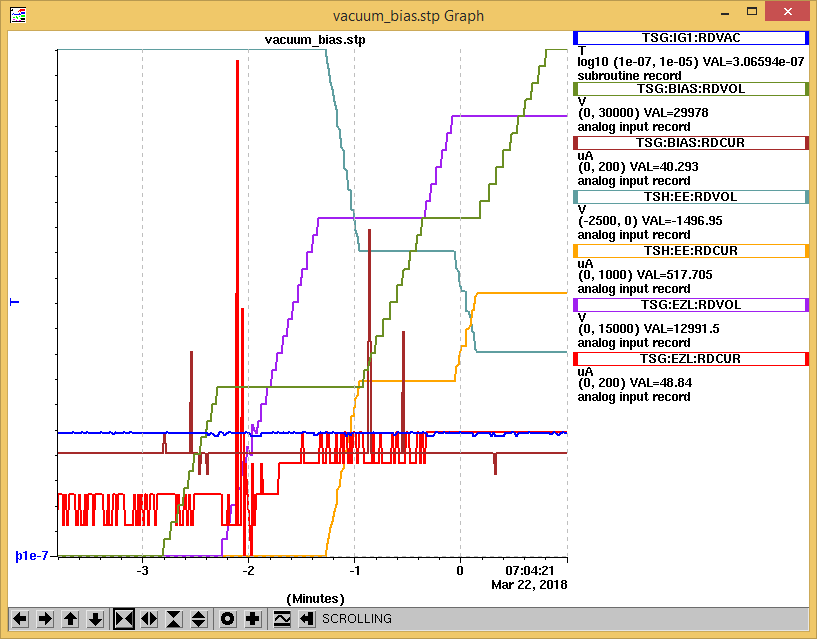 vacuum_bias.stp Graph
vacuum_bias.stp
T
1e-7
-3
-2
-1
0
07:04:21
Mar 22, 2018
(Minutes)
TSG:IG1:RDVAC
T
log10 (1e-07, 1e-05) VAL=3.06594e-07
subroutine record
TSG:BIAS:RDVOL
V
(0, 30000) VAL=29978
analog input record
TSG:BIAS:RDCUR
uA
(0, 200) VAL=40.293
analog input record
TSH:EE:RDVOL
V
(-2500, 0) VAL=-1496.95
analog input record
TSH:EE:RDCUR
uA
(0, 1000) VAL=517.705
analog input record
TSG:EZL:RDVOL
V
(0, 15000) VAL=12991.5
analog input record
TSG:EZL:RDCUR
uA
(0, 200) VAL=48.84
analog input record
SCROLLING